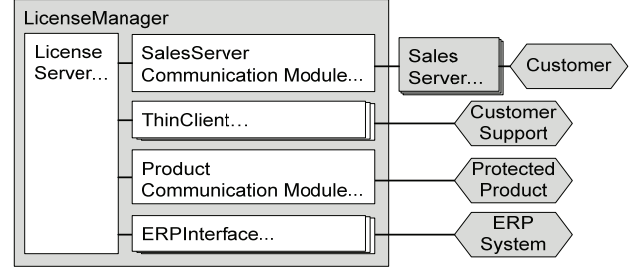 LicenseManager
License
Server...
SalesServer
Communication Module...
Sales
Server...
Customer
ThinClient...
Customer
Support
Product
Communication Module...
Protected
Product
ERPInterface...
ERP
System